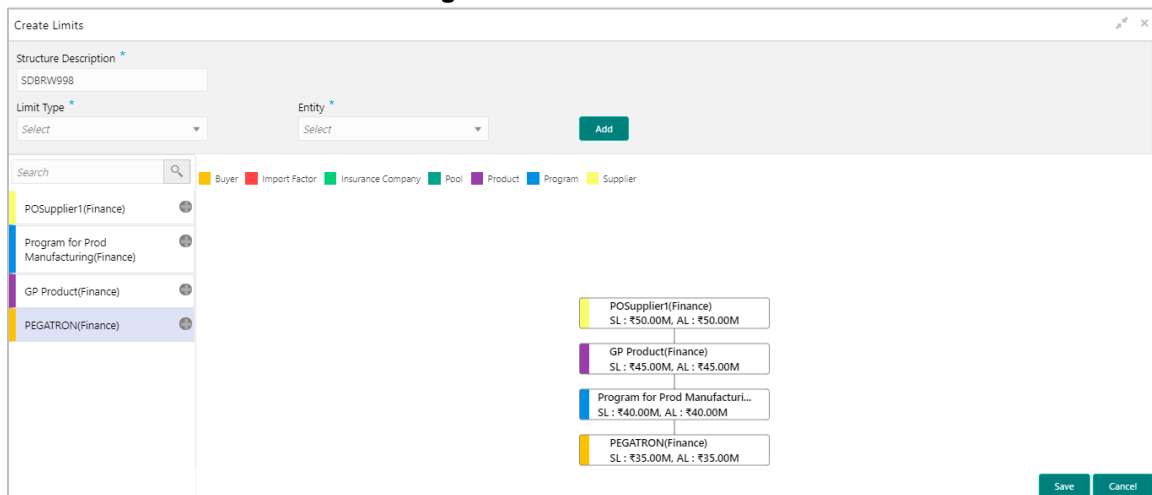 Create Limits
Structure Description *
SDBRW998
Limit Type *
Entity *
Select
Select
Add
Search
Buyer Import Factor Insurance Company Pool Product Program Supplier
POSupplier1(Finance)
Program for Prod
Manufacturing(Finance)
GP Product(Finance)
PEGATRON(Finance)
POSupplier1(Finance)
SL : ₹50.00M, AL : ₹50.00M
GP Product(Finance)
SL : ₹45.00M, AL : ₹45.00M
Program for Prod Manufacturi...
SL : ₹40.00M, AL : ₹40.00M
PEGATRON(Finance)
SL : ₹35.00M, AL : ₹35.00M
Save Cancel